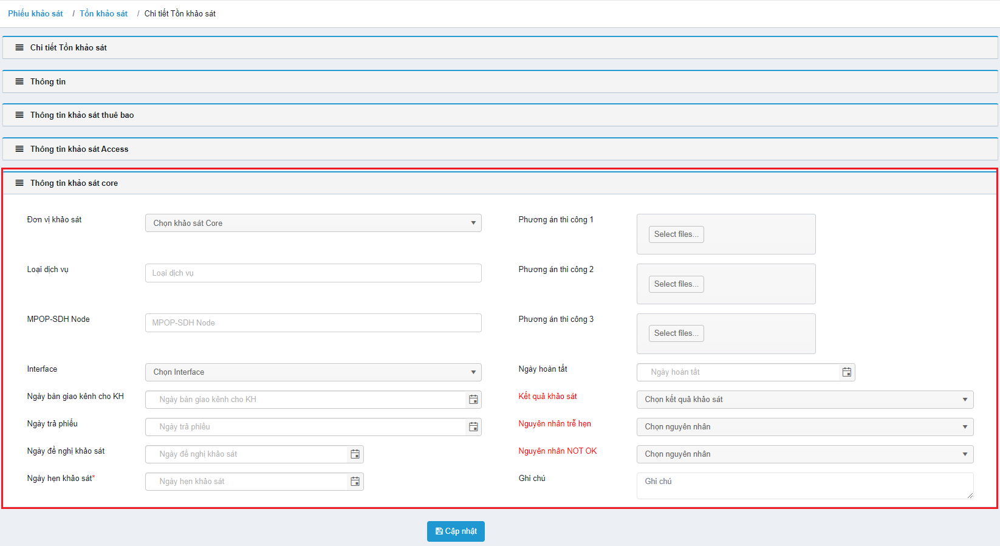 Phiếu khảo sát / Tồn khảo sát / Chi tiết Tồn khảo sát
Chi tiết Tồn khảo sát
Thông tin
Thông tin khảo sát thuê bao
Thông tin khảo sát Access
Thông tin khảo sát core
Đơn vị khảo sát
Chọn khảo sát Core
Phương án thi công 1
Select files...
Loại dịch vụ
Loại dịch vụ
Phương án thi công 2
Select files...
MPOP-SDH Node
MPOP-SDH Node
Phương án thi công 3
Select files...
Interface
Chọn Interface
Ngày hoàn tất
Ngày hoàn tất
Ngày bàn giao kênh cho KH
Ngày bàn giao kênh cho KH
Kết quả khảo sát
Chọn kết quả khảo sát
Ngày trả phiếu
Ngày trả phiếu
Nguyên nhân trễ hẹn
Chọn nguyên nhân
Ngày đề nghị khảo sát
Ngày đề nghị khảo sát
Nguyên nhân NOT OK
Chọn nguyên nhân
Ngày hẹn khảo sát*
Ngày hẹn khảo sát
Ghi chú
Ghi chú
Cập nhật